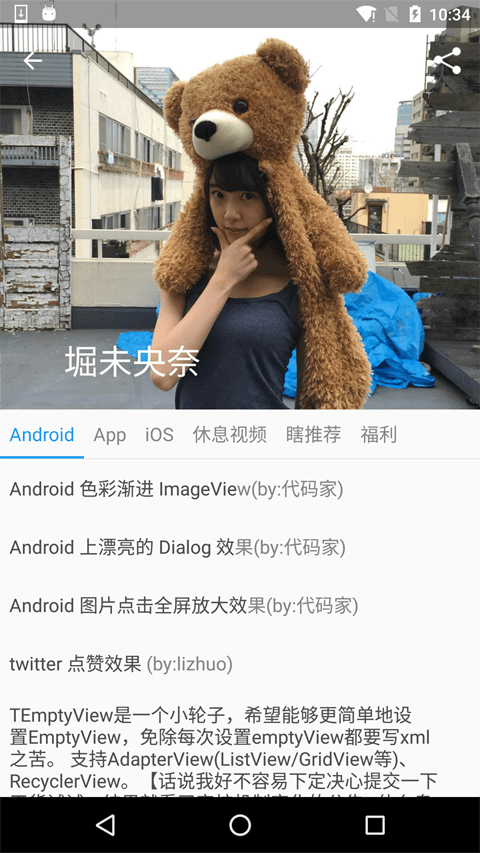 10:34
堀未央奈
Android App iOS 休息视频 瞎推荐 福利
Android 色彩渐进 ImageView(by:代码家)
Android 上漂亮的 Dialog 效果(by:代码家)
Android 图片点击全屏放大效果(by:代码家)
twitter 点赞效果 (by:lizhuo)
TEmptyView是一个小轮子，希望能够更简单地设
置EmptyView，免除每次设置emptyView都要写xml
之苦。 支持AdapterView(ListView/GridView等)、
RecyclerView。【话说我好不容易下定决心提交一下